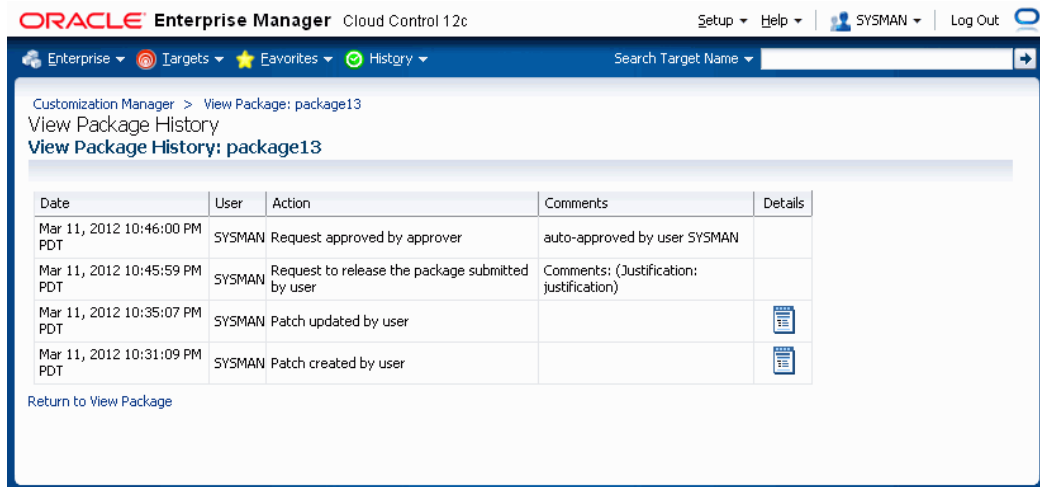 ORACLE Enterprise Manager Cloud Control 12c
Setup Help SYSMAN Log Out
Enterprise Targets Favorites History Search Target Name
Customization Manager > View Package: package13
View Package History
View Package History: package13
Date User Action Comments Details
Mar 11, 2012 10:46:00 PM
PDT
SYSMAN Request approved by approver auto-approved by user SYSMAN
Mar 11, 2012 10:45:59 PM
PDT
SYSMAN Request to release the package submitted
by user
Comments: (Justification:
justification)
Mar 11, 2012 10:35:07 PM
PDT
SYSMAN Patch updated by user
Mar 11, 2012 10:31:09 PM
PDT
SYSMAN Patch created by user
Return to View Package